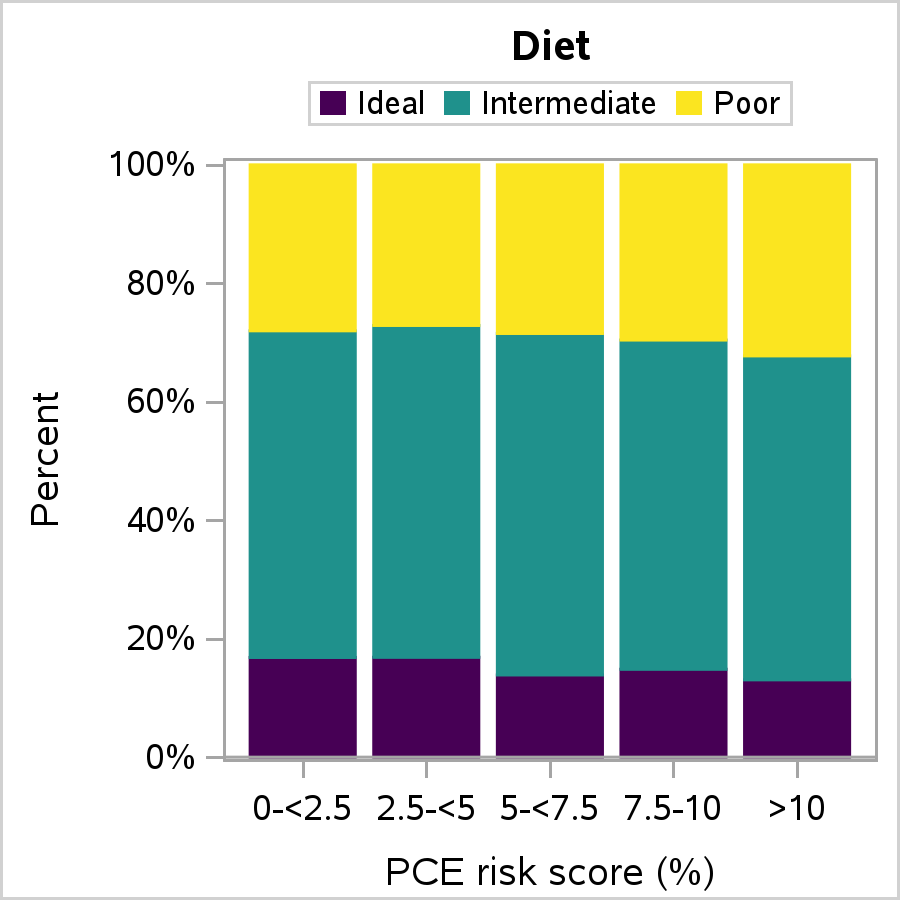 Diet
Ideal Intermediate Poor
100%
80%
60%
40%
20%
0%
Percent
0-<2.5 2.5-<5 5-<7.5 7.5-10 >10
PCE risk score (%)